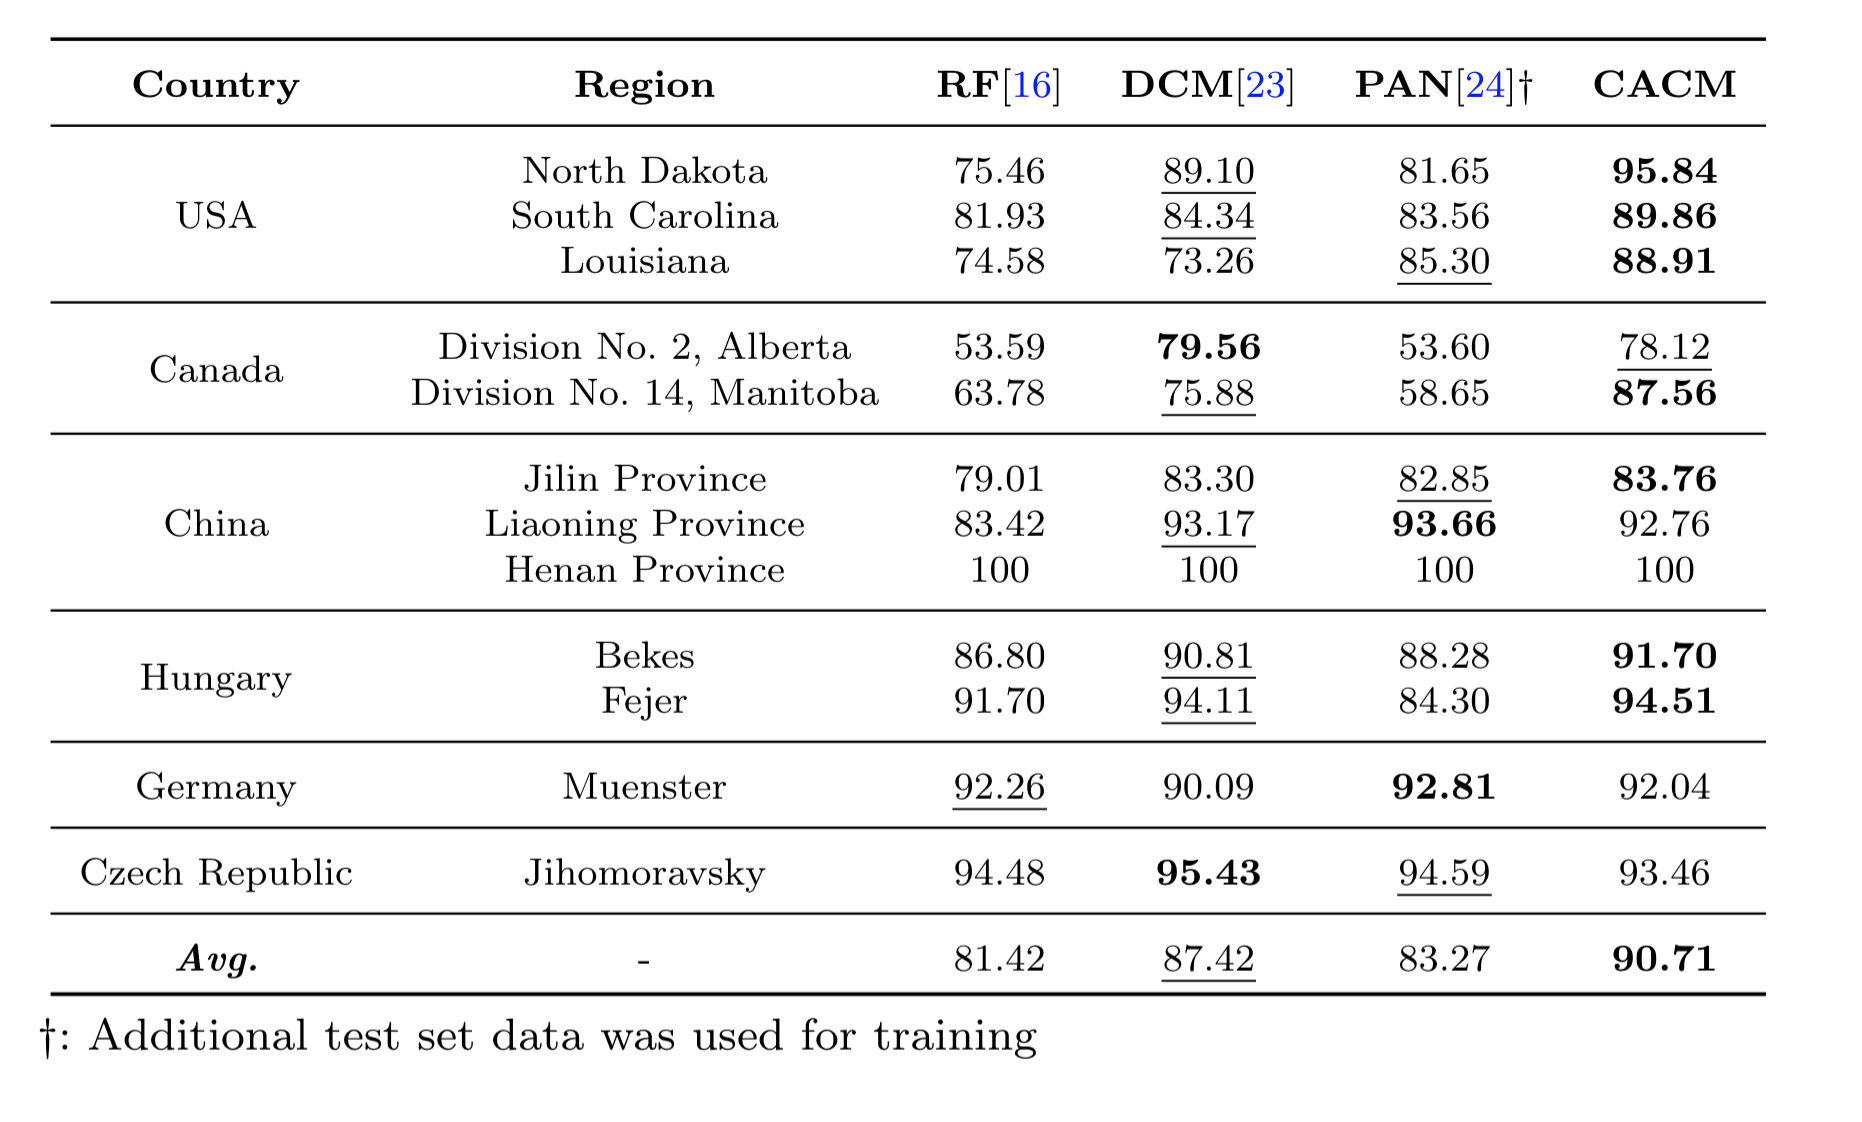 Country Region RF[16] DCM[23] PAN[24]† CACM
North Dakota 75.46 89.10 81.65 95.84
USA South Carolina 81.93 84.34 83.56 89.86
Louisiana 74.58 73.26 85.30 88.91
Canada
Division No. 2, Alberta 53.59 79.56 53.60 78.12
Division No. 14, Manitoba 63.78 75.88 58.65 87.56
Jilin Province 79.01 83.30 82.85 83.76
China Liaoning Province 83.42 93.17 93.66 92.76
Henan Province 100 100 100 100
Hungary
Bekes 86.80 90.81 88.28 91.70
Fejer 91.70 94.11 84.30 94.51
Germany Muenster 92.26 90.09 92.81 92.04
Czech Republic Jihomoravsky 94.48 95.43 94.59 93.46
Avg. - 81.42 87.42 83.27 90.71
†: Additional test set data was used for training